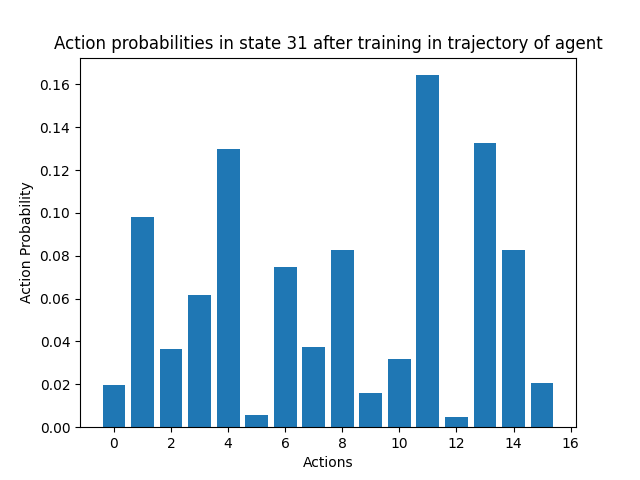 Action probabilities in state 31 after training in trajectory of agent
0.16
0.14
0.12
0.10
0.08
0.06
0.04
0.02
0.00
Action Probability
0 2 4 6 8 10 12 14 16
Actions